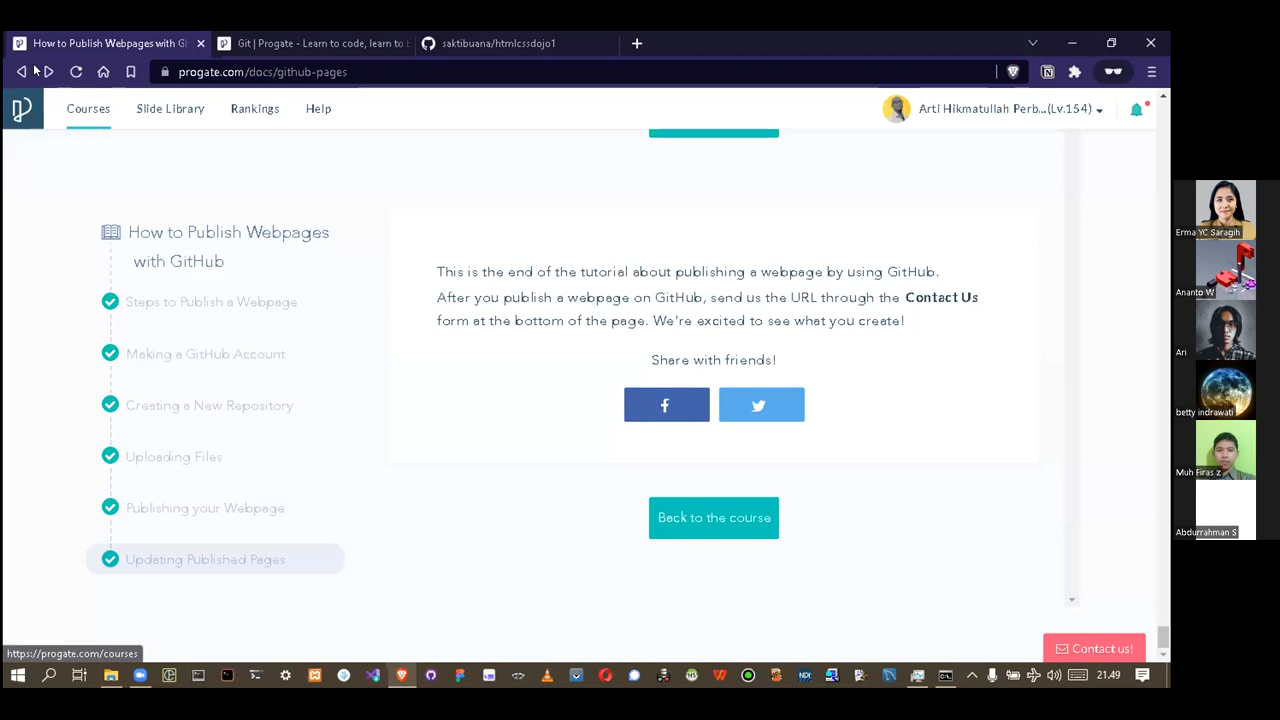 How to Publish Webpages with Gi
Git | Progate - Learn to code, learn to b
saktibuana/htmlcssdojo1
progate.com/docs/github-pages
Courses
Slide Library
Rankings
Help
Arti Hikmatullah Perb...(Lv.154)
How to Publish Webpages
with GitHub
Steps to Publish a Webpage
Making a GitHub Account
Creating a New Repository
Uploading Files
Publishing your Webpage
Updating Published Pages
This is the end of the tutorial about publishing a webpage by using GitHub.
After you publish a webpage on GitHub, send us the URL through the Contact Us
form at the bottom of the page. We're excited to see what you create!
Share with friends!
Back to the course
Contact us!
https://progate.com/courses
21.49
Erma YC Saragih
Ananto W
Ari
betty indrawati
Muh Firas z
Abdurrahman S